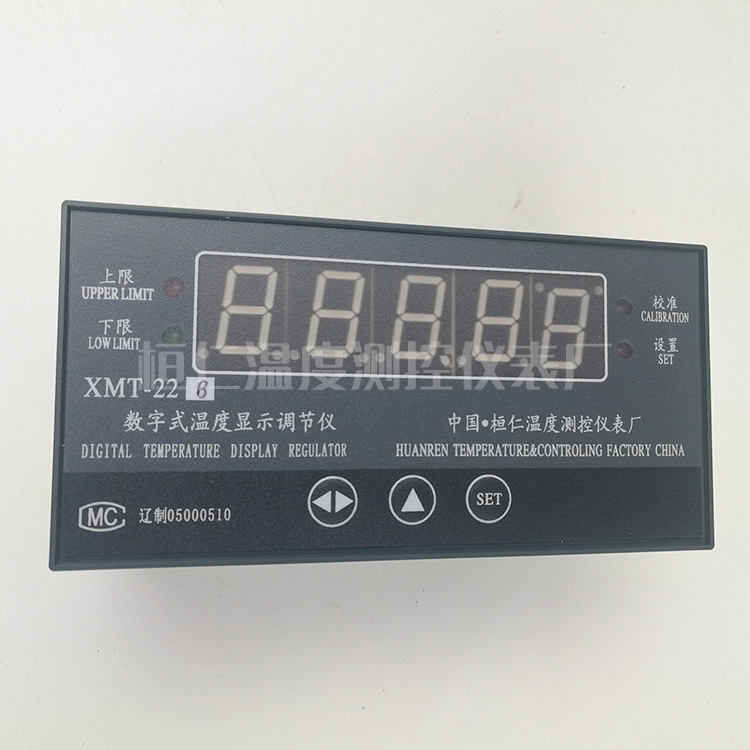 上限
UPPER LIMIT
下限
LOW LIMIT
校准
CALIBRATION
设置
SET
桓仁温度测控仪表厂
XMT-22 B
数字式温度显示调节仪
DIGITAL TEMPERATURE DISPLAY REGULATOR
中国•桓仁温度测控仪表厂
HUANREN TEMPERATURE&CONTROLING FACTORY CHINA
MC 辽制05000510
SET